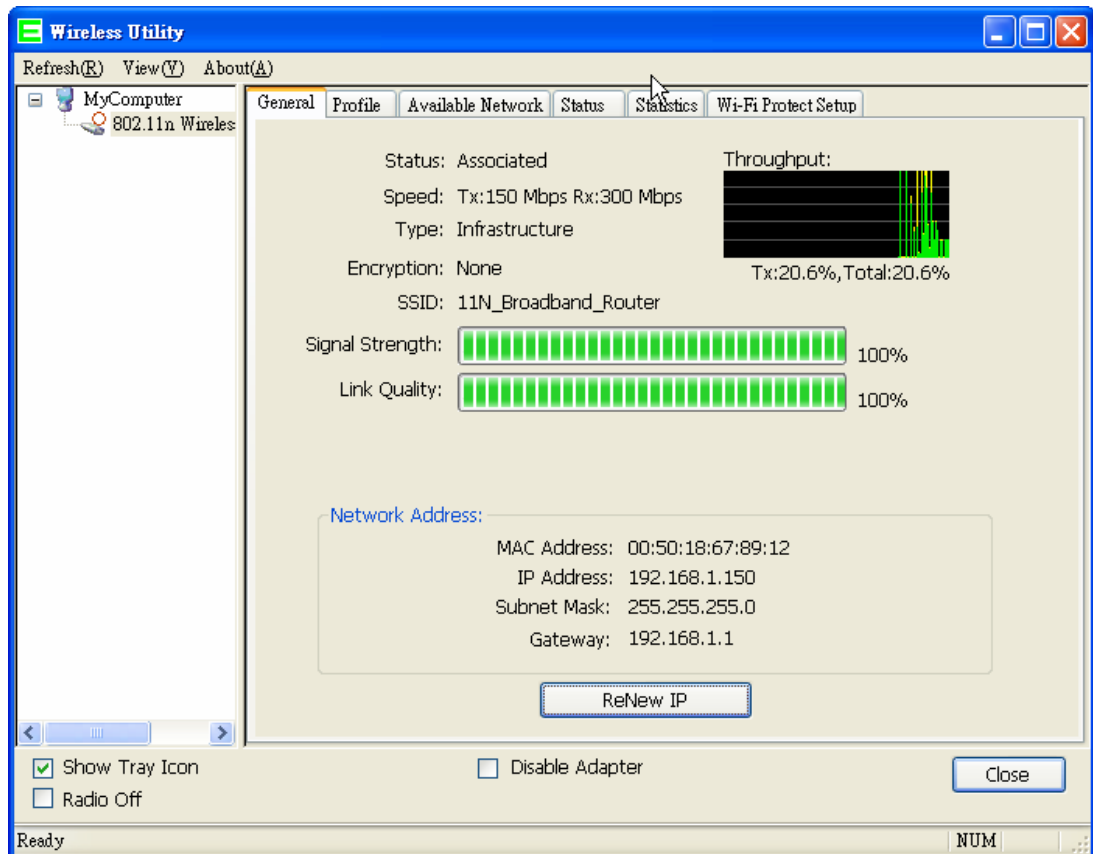 Wireless Utility
Refresh(R) View(V) About(A)
MyComputer
802.11n Wireles
General Profile Available Network Status Statistics Wi-Fi Protect Setup
Status: Associated
Throughput:
Speed: Tx:150 Mbps Rx:300 Mbps
Type: Infrastructure
Encryption: None
Tx:20.6%,Total:20.6%
SSID: 11N_Broadband_Router
Signal Strength: 100%
Link Quality: 100%
Network Address:
MAC Address: 00:50:18:67:89:12
IP Address: 192.168.1.150
Subnet Mask: 255.255.255.0
Gateway: 192.168.1.1
ReNew IP
Show Tray Icon
Disable Adapter
Close
Radio Off
Ready
NUM